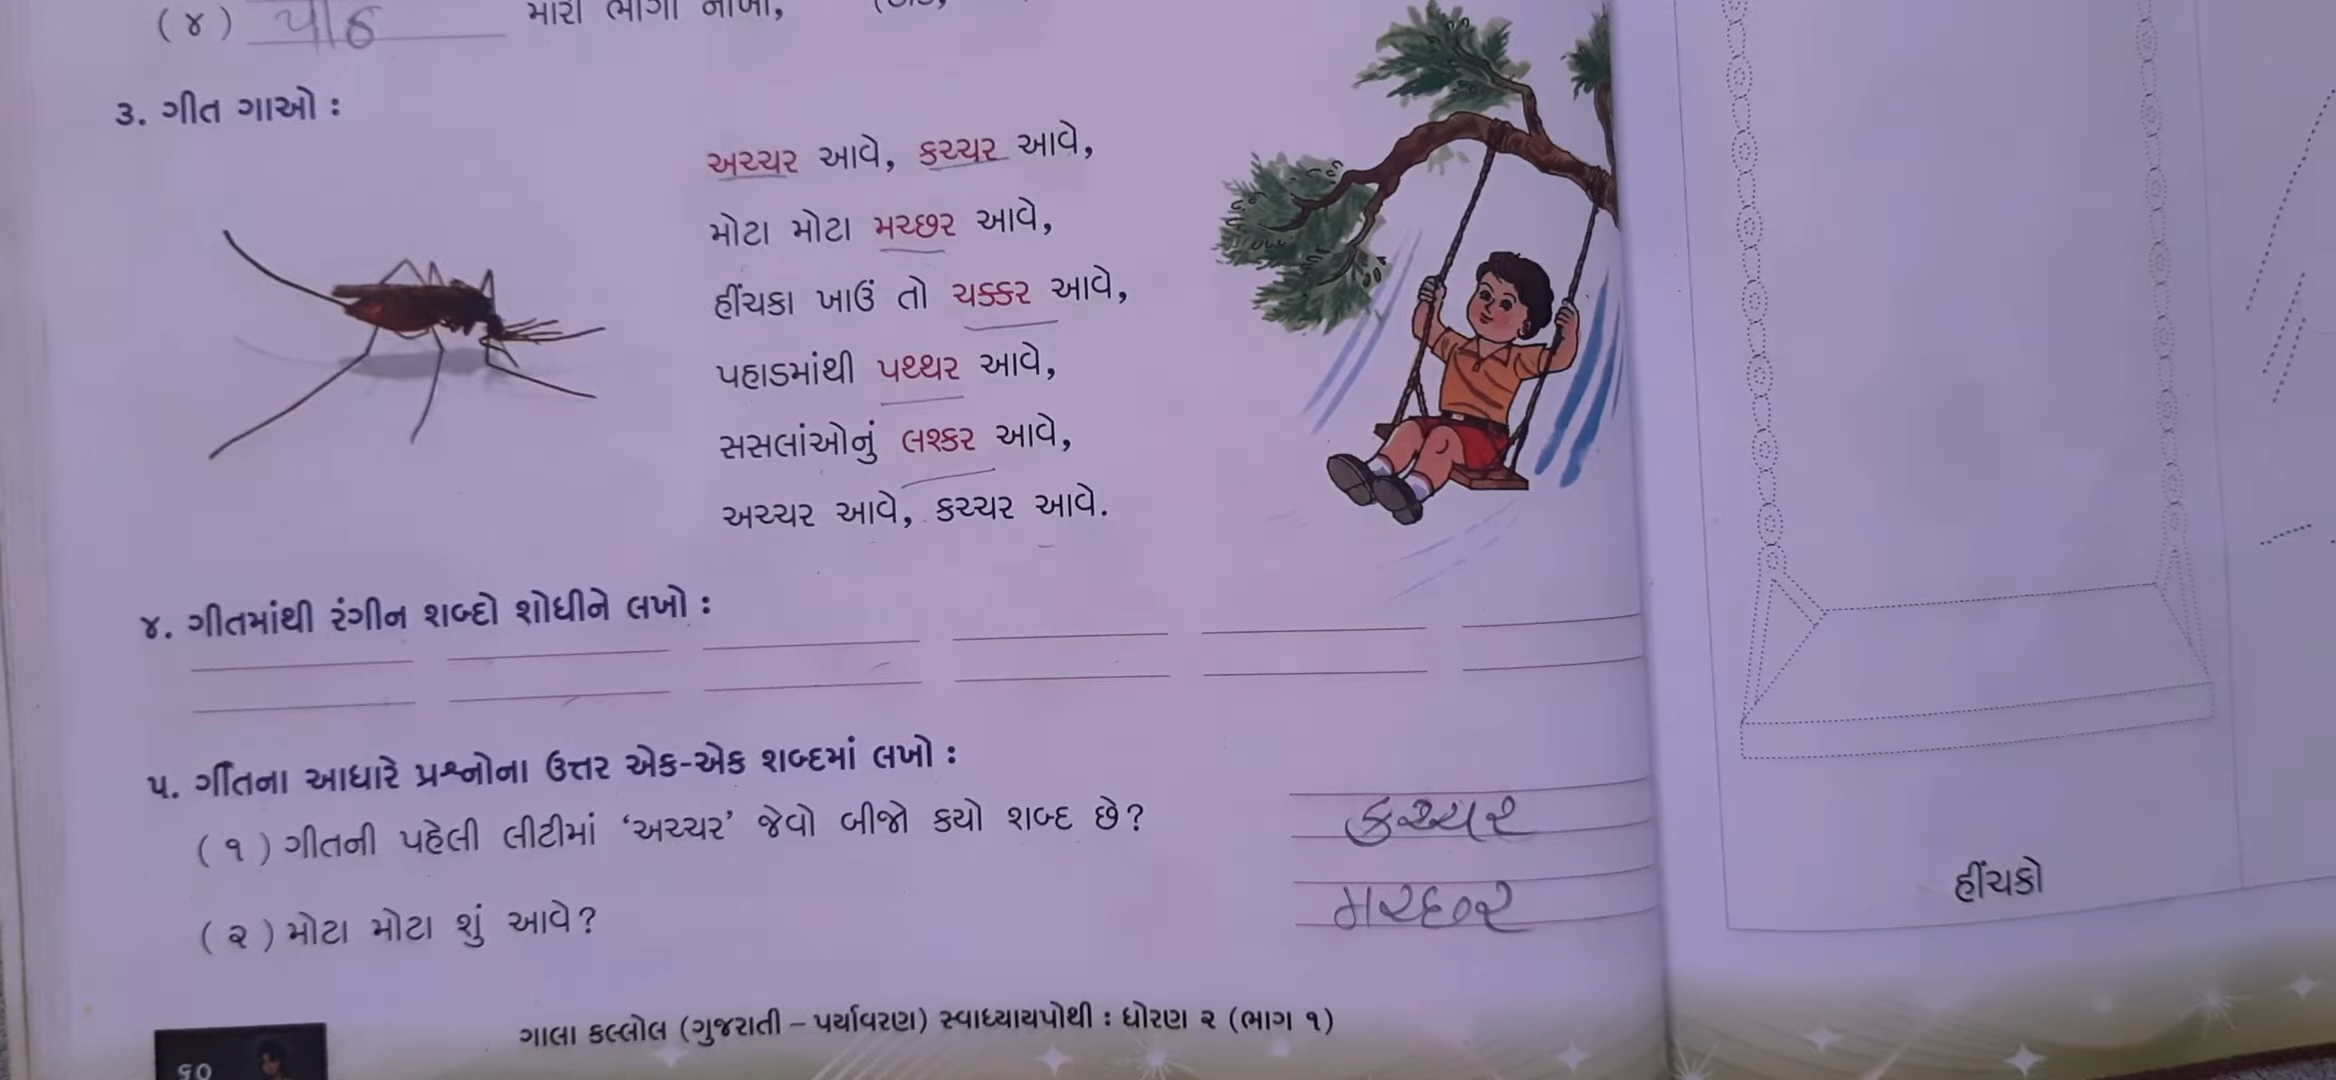 (૪) પાઠ મારી ભાગી નાખી,
૩. ગીત ગાઓ :
અચ્ચર આવે, કચ્ચર આવે,
મોટા મોટા મચ્છર આવે,
હીંચકા ખાઉં તો ચક્કર આવે,
પહાડમાંથી પથ્થર આવે,
સસલાંઓનું લશ્કર આવે,
અચ્ચર આવે, કચ્ચર આવે.
૪. ગીતમાંથી રંગીન શબ્દો શોધીને લખો :
૫. ગીતના આધારે પ્રશ્નોના ઉત્તર એક-એક શબ્દમાં લખો :
(૧) ગીતની પહેલી લીટીમાં ‘અચ્ચર’ જેવો બીજો કયો શબ્દ છે? કચ્ચર
(૨) મોટા મોટા શું આવે? મચ્છર
ગાલા કલ્લોલ (ગુજરાતી – પર્યાવરણ) સ્વાધ્યાયપોથી : ધોરણ ૨ (ભાગ ૧)
૬૦
હીંચકો